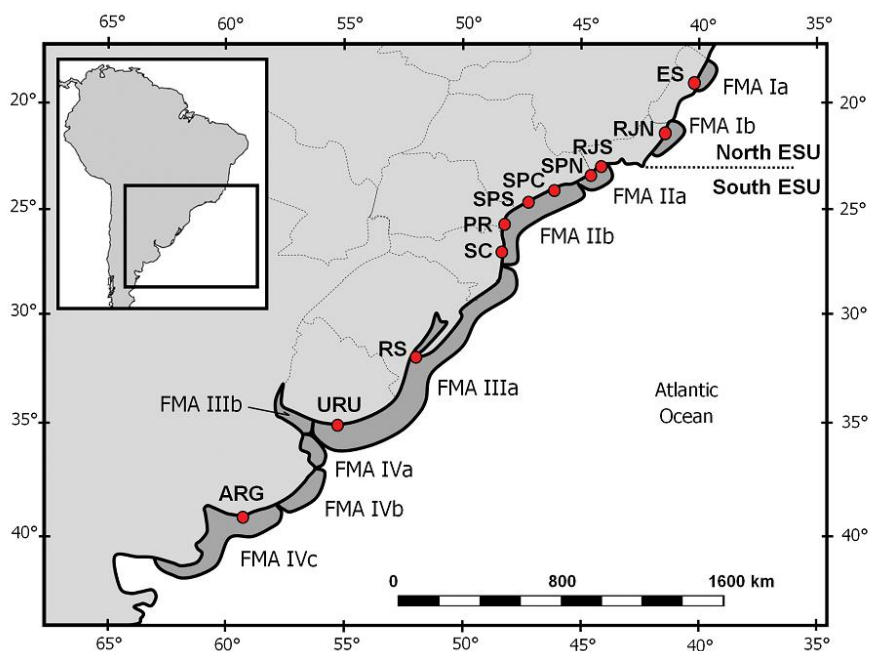 65° 60° 55° 50° 45° 40° 35°
ES
FMA Ia
20°
20°
RJN
FMA Ib
RJS
North ESU
SPN
SPC
South ESU
SPS
FMA IIa
25°
25°
PR
FMA IIb
SC
30°
30°
RS
FMA IIIa
Atlantic
Ocean
FMA IIIb
URU
35°
35°
FMA IVa
ARG
FMA IVb
40°
40°
FMA IVc
0 800 1600 km
60° 55° 50° 45° 40° 35°